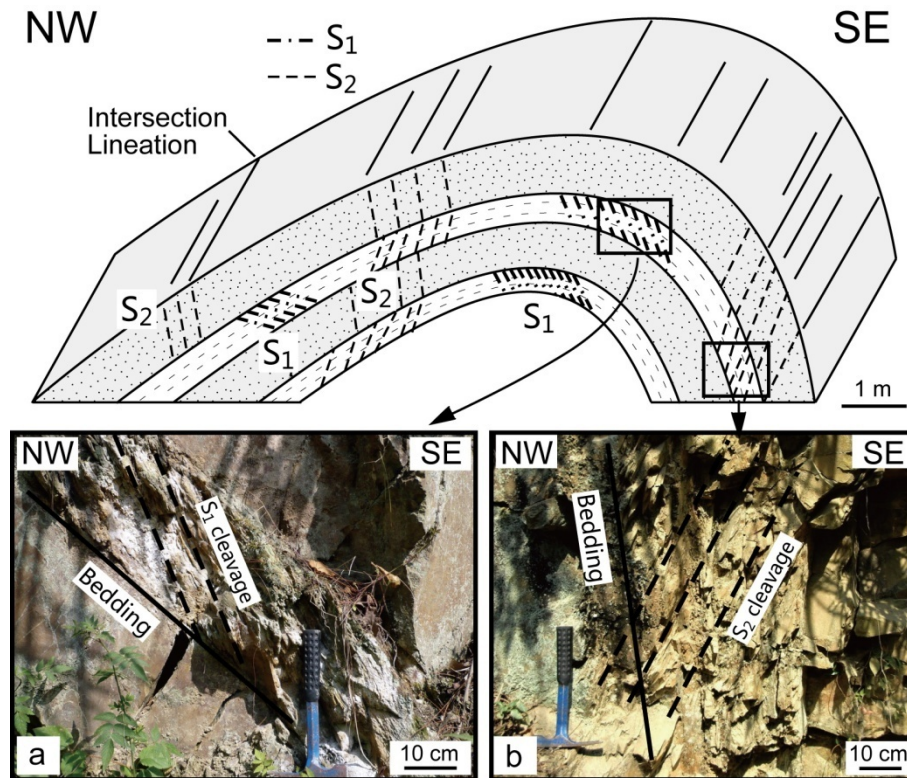 NW
SE
S1
S2
Intersection
Lineation
S2
S2
S1
S1
1 m
NW
SE
S1 cleavage
Bedding
a
10 cm
NW
SE
Bedding
S2 cleavage
b
10 cm